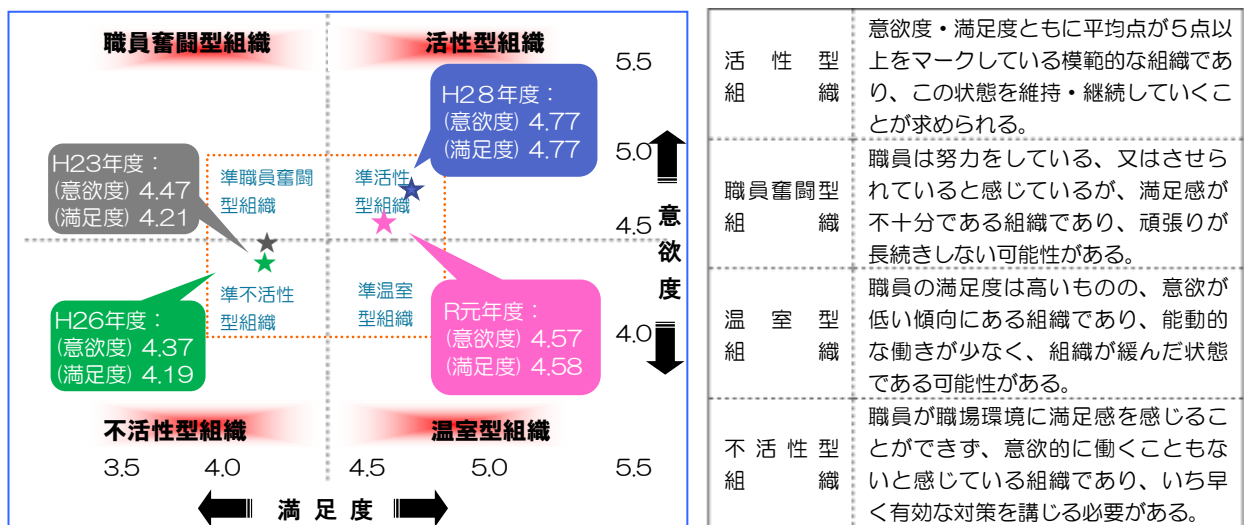 職員奮闘型組織
活性型組織
5.5
H28年度：
(意欲度) 4.77
(満足度) 4.77
5.0
H23年度：
(意欲度) 4.47
(満足度) 4.21
準職員奮闘
型組織
準活性
型組織
4.5
意欲度
準不活性
型組織
準温室
型組織
H26年度：
(意欲度) 4.37
(満足度) 4.19
R元年度：
(意欲度) 4.57
(満足度) 4.58
4.0
不活性型組織
温室型組織
3.5
4.0
4.5
5.0
5.5
満足度
活性型
組織
意欲度・満足度ともに平均点が５点以
上をマークしている模範的な組織であ
り、この状態を維持・継続していくこ
とが求められる。
職員奮闘型
組織
職員は努力をしている、又はさせら
れていると感じているが、満足感が
不十分である組織であり、頑張りが
長続きしない可能性がある。
温室型
組織
職員の満足度は高いものの、意欲が
低い傾向にある組織であり、能動的
な働きが少なく、組織が緩んだ状態
である可能性がある。
不活性型
組織
職員が職場環境に満足感を感じるこ
とができず、意欲的に働くこともな
いと感じている組織であり、いち早
く有効な対策を講じる必要がある。